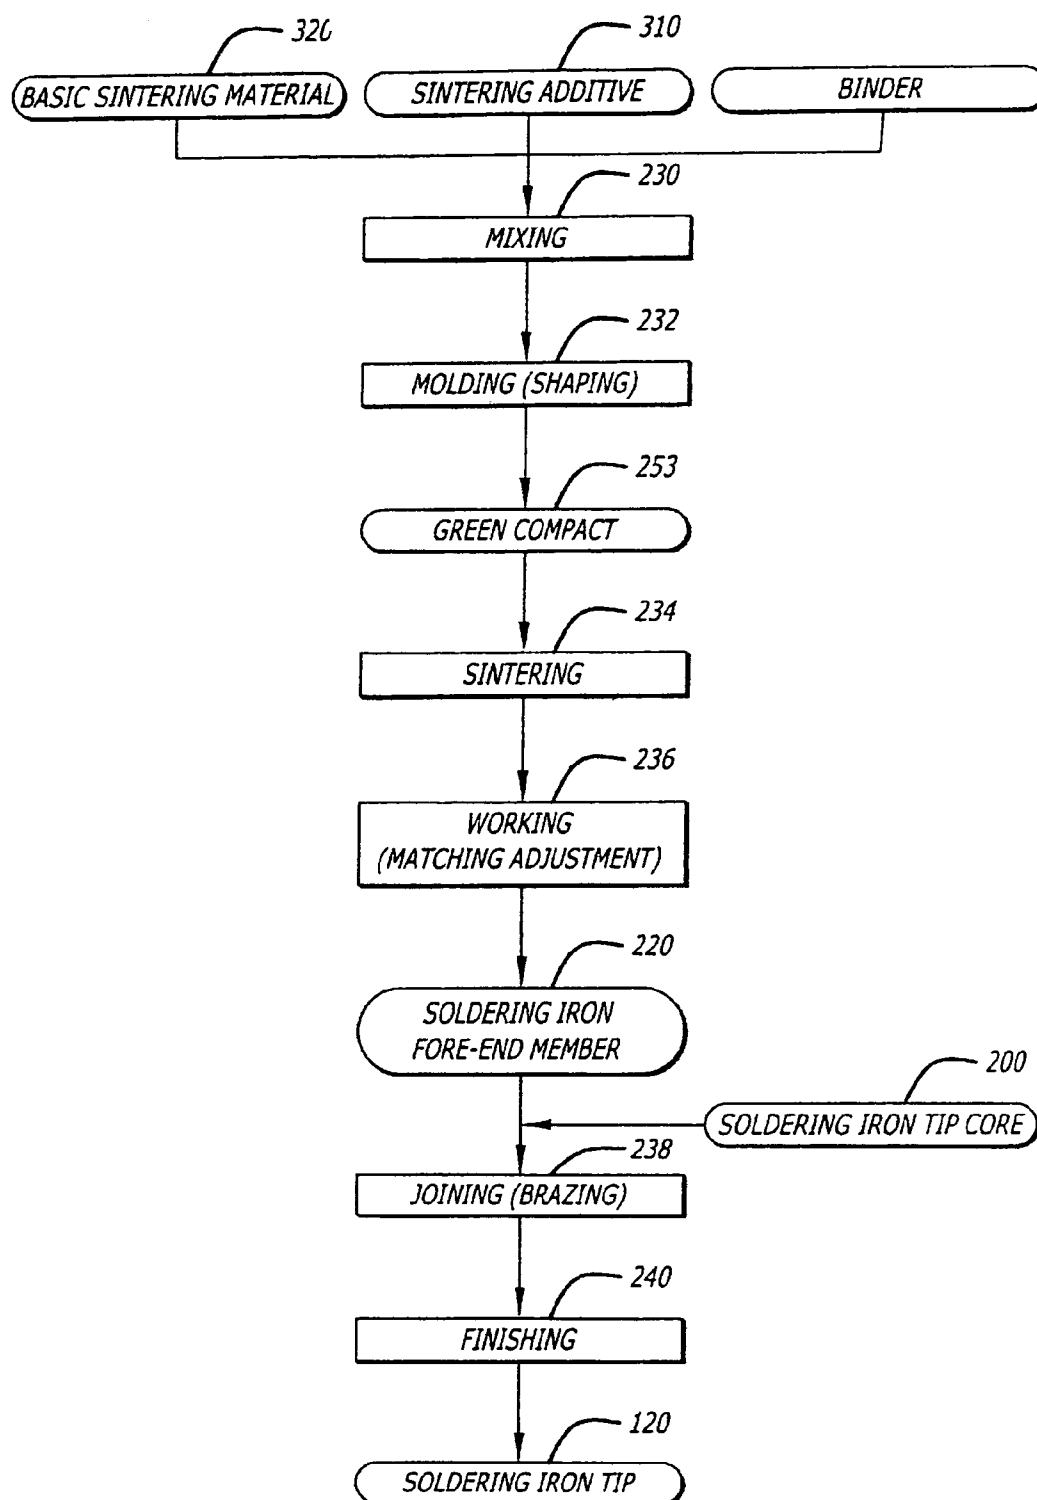 320
310
BASIC SINTERING MATERIAL
SINTERING ADDITIVE
BINDER
230
MIXING
232
MOLDING (SHAPING)
253
GREEN COMPACT
234
SINTERING
236
WORKING
(MATCHING ADJUSTMENT)
220
SOLDERING IRON
FORE-END MEMBER
200
SOLDERING IRON TIP CORE
238
JOINING (BRAZING)
240
FINISHING
120
SOLDERING IRON TIP